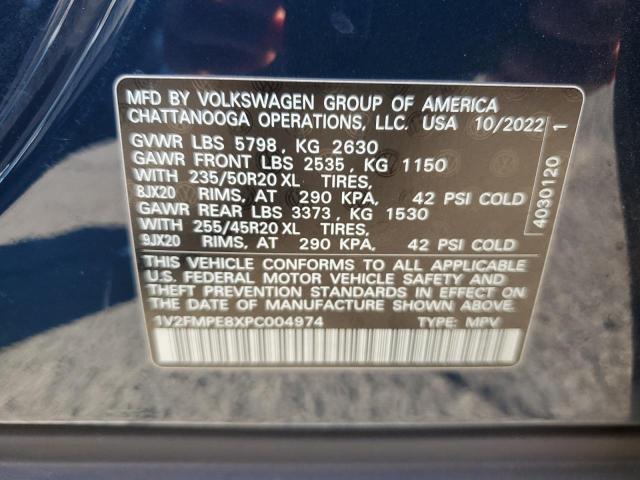 MFD BY VOLKSWAGEN GROUP OF AMERICA
CHATTANOOGA OPERATIONS, LLC. USA 10/2022
GVWR LBS 5798, KG 2630
GAWR FRONT LBS 2535, KG 1150
WITH 235/50R20 XL TIRES,
8JX20 RIMS, AT 290 KPA, 42 PSI COLD
GAWR REAR LBS 3373, KG 1530
WITH 255/45R20 XL TIRES,
9JX20 RIMS, AT 290 KPA, 42 PSI COLD
THIS VEHICLE CONFORMS TO ALL APPLICABLE
U.S. FEDERAL MOTOR VEHICLE SAFETY AND
THEFT PREVENTION STANDARDS IN EFFECT ON
THE DATE OF MANUFACTURE SHOWN ABOVE.
1V2FMPE8XPC004974 TYPE: MPV
4030120 1